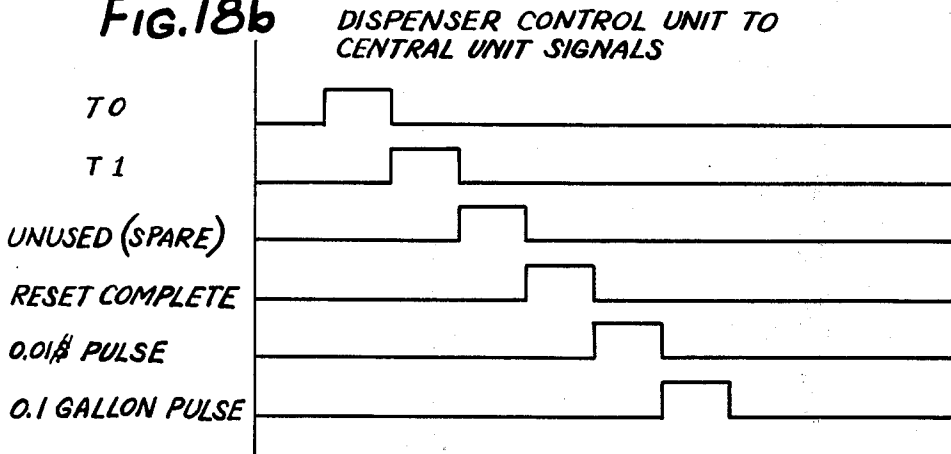 FIG. 18b
DISPENSER CONTROL UNIT TO
CENTRAL UNIT SIGNALS
T0
T1
UNUSED (SPARE)
RESET COMPLETE
0.01$ PULSE
0.1 GALLON PULSE